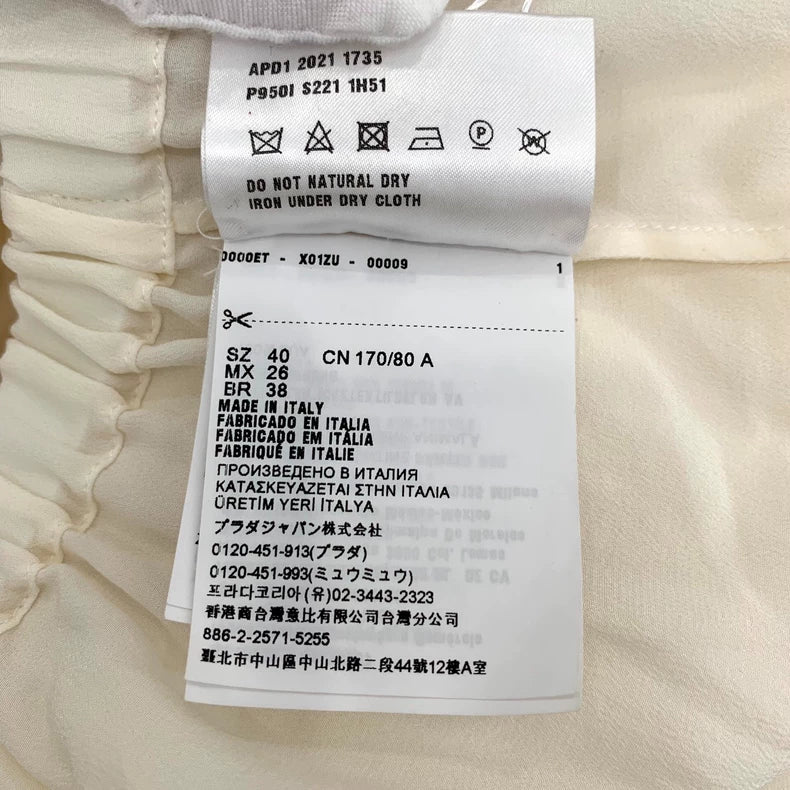 APD1 2021 1735
P950I S221 1H51
P W
DO NOT NATURAL DRY
IRON UNDER DRY CLOTH
0000ET - X01ZU - 00009 1
SZ 40 CN 170/80 A
MX 26
BR 38
MADE IN ITALY
FABRICADO EN ITALIA
FABRICADO EM ITÁLIA
FABRIQUÉ EN ITALIE
ПРОИЗВЕДЕНО В ИТАЛИЯ
ΚΑΤΑΣΚΕΥΑΖΕΤΑΙ ΣΤΗΝ ΙΤΑΛΙΑ
ÜRETİM YERİ İTALYA
プラダジャパン株式会社
0120-451-913(プラダ)
0120-451-993(ミュウミュウ)
프라다코리아 (유) 02-3443-2323
香港商台灣意比有限公司台灣分公司
886-2-2571-5255
臺北市中山區中山北路二段44號12樓A室